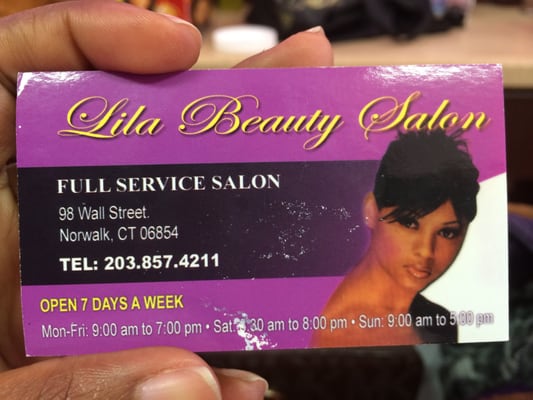 Lila Beauty Salon
FULL SERVICE SALON
98 Wall Street
Norwalk, CT 06854
TEL: 203.857.4211
OPEN 7 DAYS A WEEK
Mon-Fri: 9:00 am to 7:00 pm • Sat: :30 am to 8:00 pm • Sun: 9:00 am to 5:00 pm